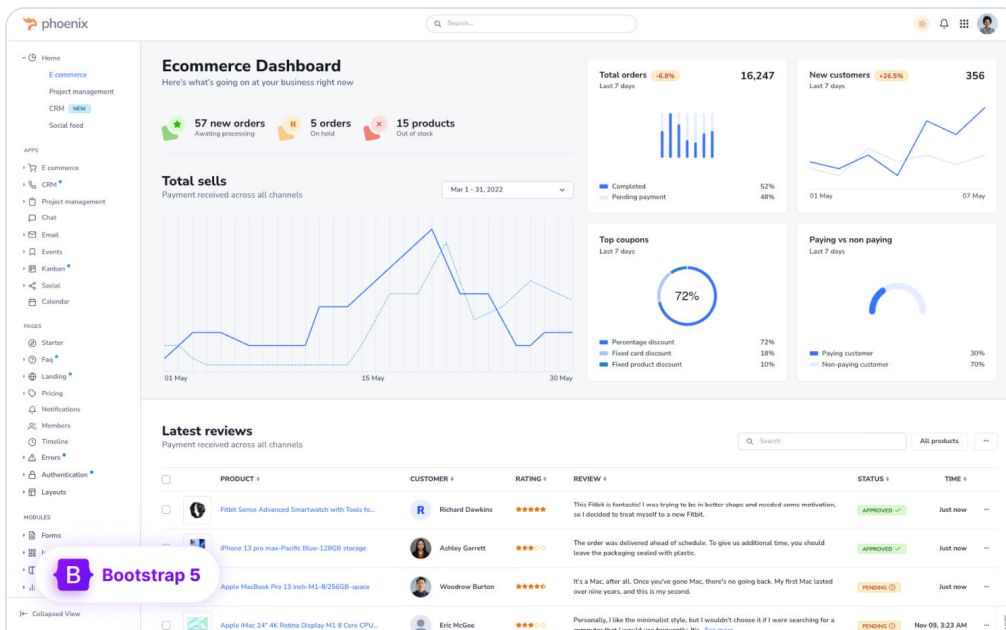 phoenix
Search...
Home
E commerce
Project management
CRM NEW
Social feed
APPS
E commerce
CRM
Project management
Chat
Email
Events
Kanban
Social
Calendar
PAGES
Starter
Faq
Landing
Pricing
Notifications
Members
Timeline
Errors
Authentication
Layouts
MODULES
Forms
Collapsed View
B Bootstrap 5
Ecommerce Dashboard
Here's what's going on at your business right now
57 new orders
Awating processing
5 orders
On hold
15 products
Out of stock
Total sells
Payment received across all channels
Mar 1 - 31, 2022
01 May 15 May 30 May
Total orders -6.8% 16,247
Last 7 days
Completed 52%
Pending payment 48%
New customers +26.5% 356
Last 7 days
01 May 07 May
Top coupons
Last 7 days
72%
Percentage discount 72%
Fixed card discount 18%
Fixed product discount 10%
Paying vs non paying
Last 7 days
Paying customer 30%
Non-paying customer 70%
Latest reviews
Payment received across all channels
Search
All products
PRODUCT CUSTOMER RATING REVIEW STATUS TIME
Fitbit Sense Advanced Smartwatch with Tools fo... R Richard Dawkins
This Fitbit is fantastic! I was trying to be in better shape and needed some motivation,
so I decided to treat myself to a new Fitbit.
APPROVED Just now
iPhone 13 pro max-Pacific Blue-128GB storage Ashley Garrett
The order was delivered ahead of schedule. To give us additional time, you should
leave the packaging sealed with plastic.
APPROVED Just now
Apple MacBook Pro 13 inch-M1-8/256GB-space Woodrow Burton
It's a Mac, after all. Once you've gone Mac, there's no going back. My first Mac lasted
over nine years, and this is my second.
PENDING Just now
Apple iMac 24" 4K Retina Display M1 8 Core CPU... Eric McGee
Personally, I like the minimalist style, but I wouldn't choose it if I were searching for a
computer that I would use frequently. It's... See more
PENDING Nov 09, 3:23 AM